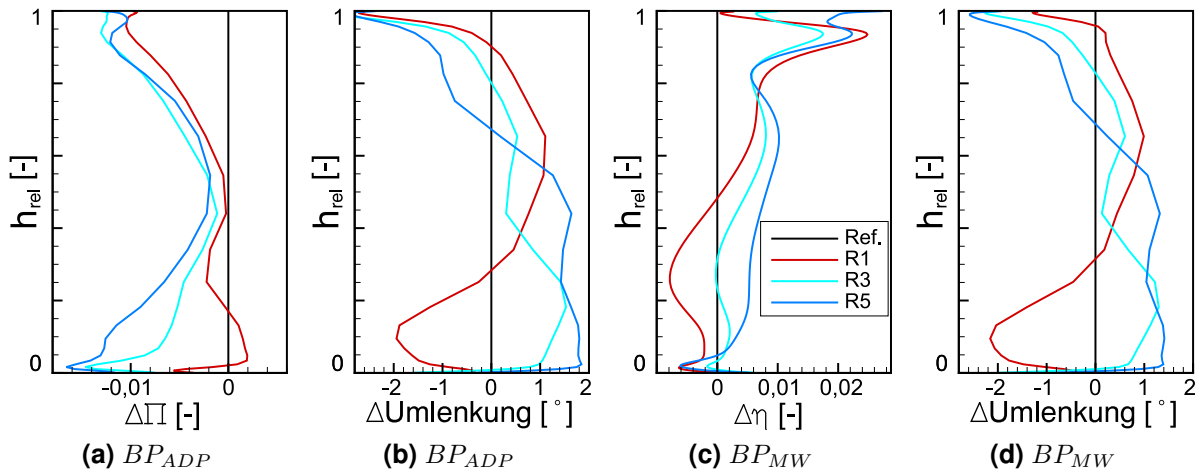 1
h_rel [-]
0
-0,01
0
ΔΠ [-]
(a) BP_ADP
1
h_rel [-]
0
-2
-1
0
1
2
ΔUmlenkung [°]
(b) BP_ADP
1
h_rel [-]
0
Ref.
R1
R3
R5
0
0,01
0,02
Δη [-]
(c) BP_MW
1
h_rel [-]
0
-2
-1
0
1
2
ΔUmlenkung [°]
(d) BP_MW